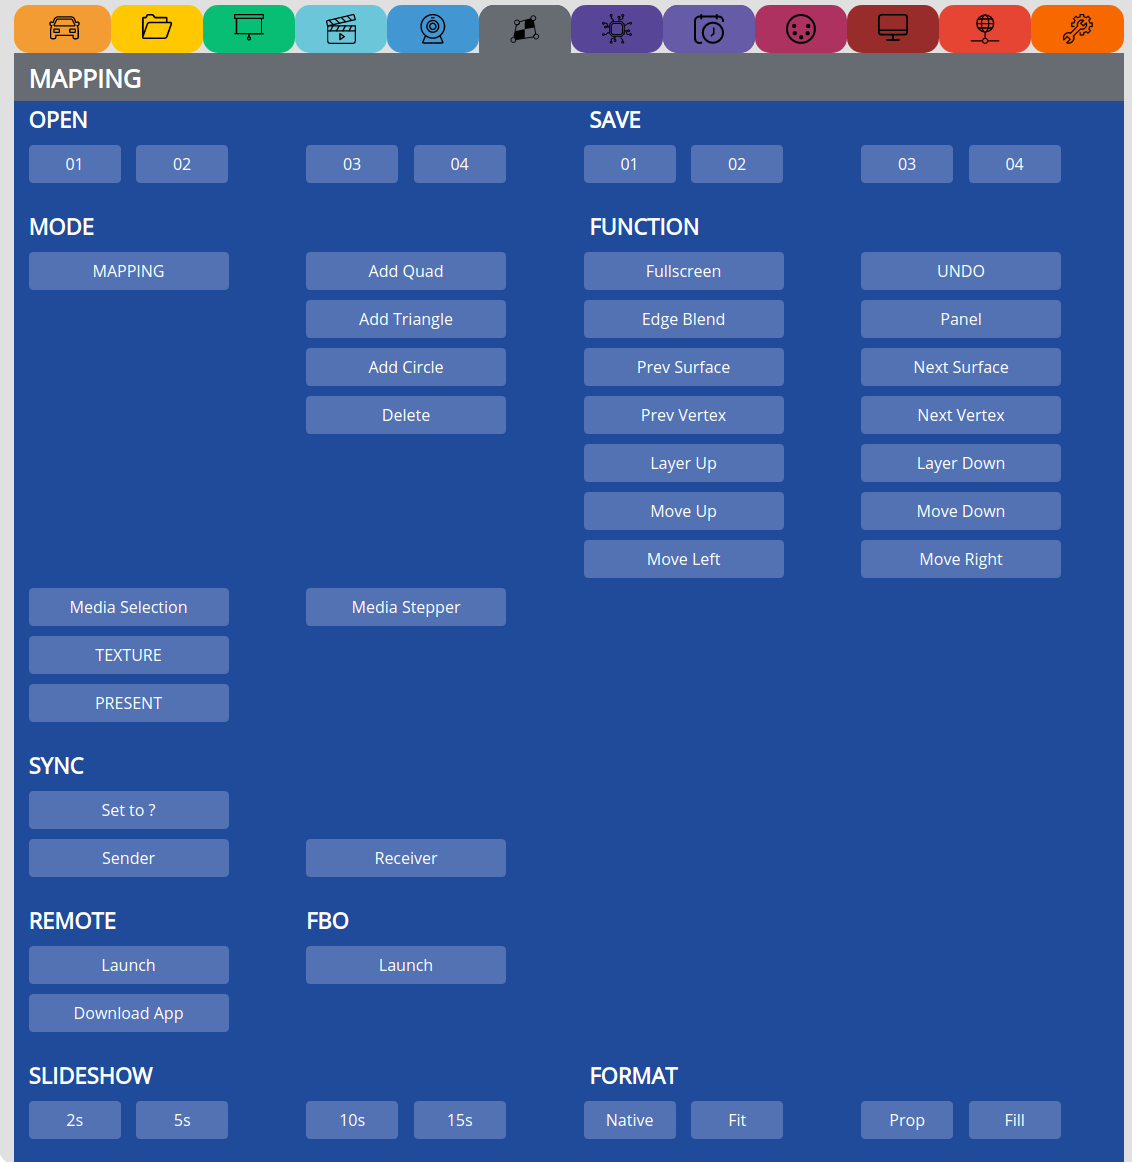 MAPPING
OPEN SAVE
01 02 03 04 01 02 03 04
MODE FUNCTION
MAPPING Add Quad Fullscreen UNDO
Add Triangle Edge Blend Panel
Add Circle Prev Surface Next Surface
Delete Prev Vertex Next Vertex
Layer Up Layer Down
Move Up Move Down
Move Left Move Right
Media Selection Media Stepper
TEXTURE
PRESENT
SYNC
Set to ?
Sender Receiver
REMOTE FBO
Launch Launch
Download App
SLIDESHOW FORMAT
2s 5s 10s 15s Native Fit Prop Fill